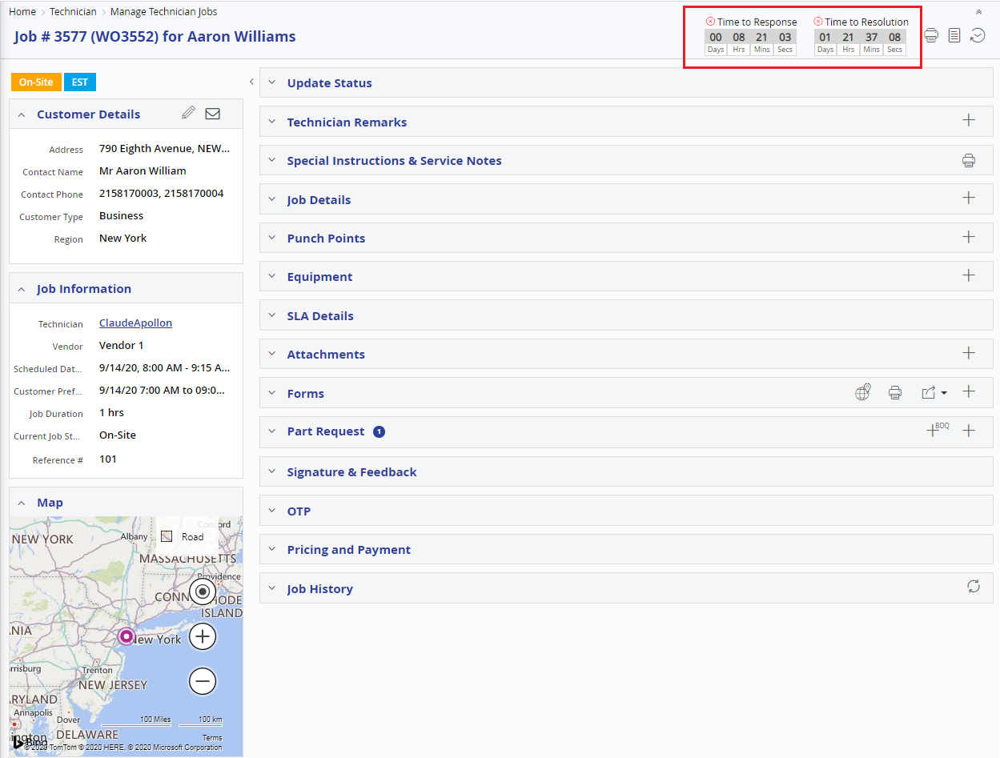 Home > Technician > Manage Technician Jobs
Job # 3577 (WO3552) for Aaron Williams
Time to Response
00 08 21 03
Days Hrs Mins Secs
Time to Resolution
01 21 37 08
Days Hrs Mins Secs
On-Site EST
Customer Details
Address 790 Eighth Avenue, NEW...
Contact Name Mr Aaron William
Contact Phone 2158170003, 2158170004
Customer Type Business
Region New York
Job Information
Technician ClaudeApollon
Vendor Vendor 1
Scheduled Dat... 9/14/20, 8:00 AM - 9:15 A...
Customer Pref... 9/14/20 7:00 AM to 09:0...
Job Duration 1 hrs
Current Job St... On-Site
Reference # 101
Map
Concord
NEW YORK
Albany
Road
MASSACHUSETTS
Providence
CONN
HODE
ISLAND
ANIA
New York
rrisburg
Trenton
NEW JERSEY
ARYLAND
Annapolis
Dover
100 Miles 100 km
DELAWARE
ington
Terms
Bing
© 2020 TomTom © 2020 HERE, © 2020 Microsoft Corporation
Update Status
Technician Remarks
Special Instructions & Service Notes
Job Details
Punch Points
Equipment
SLA Details
Attachments
Forms
Part Request 1
BOQ
Signature & Feedback
OTP
Pricing and Payment
Job History